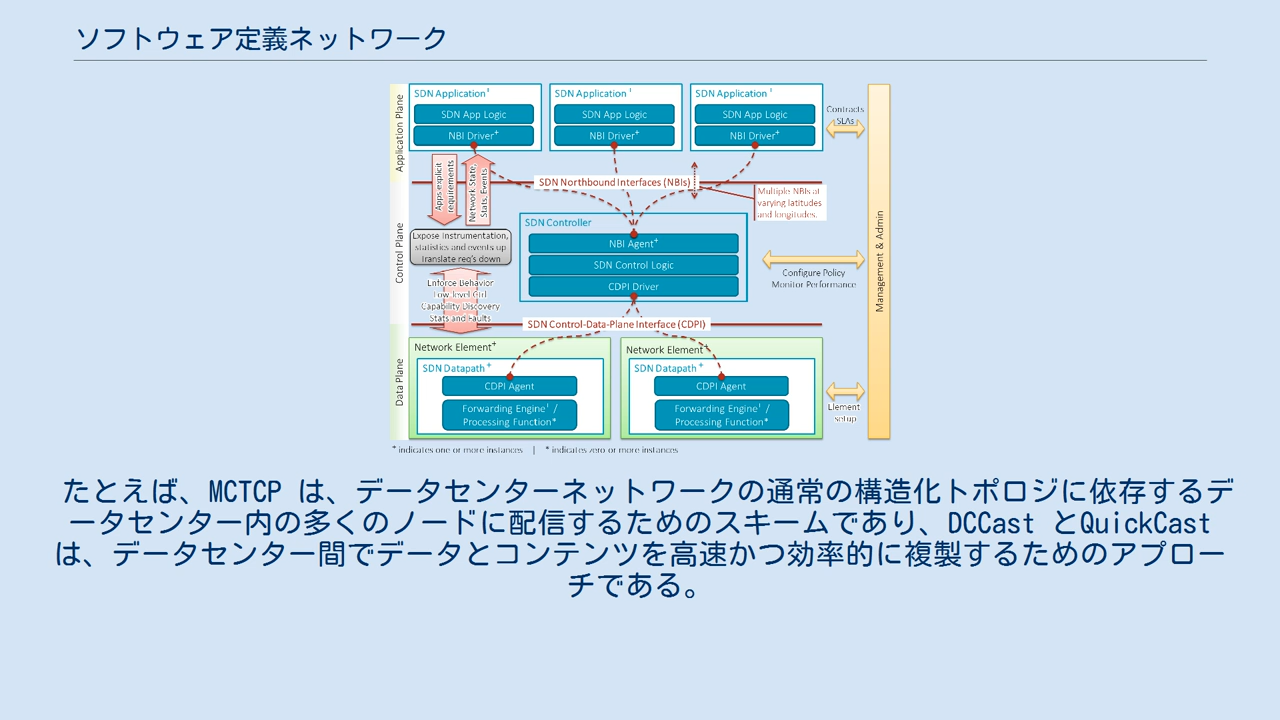 ソフトウェア定義ネットワーク
Application Plane
SDN Application⁺
SDN App Logic
NBI Driver⁺
SDN Application⁺
SDN App Logic
NBI Driver⁺
SDN Application⁺
SDN App Logic
NBI Driver⁺
Contracts
SLAs
Apps explicit
requirements
Network State,
Stats, Events
SDN Northbound Interfaces (NBIs)
Multiple NBIs at
varying latitudes
and longitudes.
Control Plane
Expose Instrumentation,
statistics and events up
Translate req's down
SDN Controller
NBI Agent⁺
SDN Control Logic
CDPI Driver
Configure Policy
Monitor Performance
Management & Admin
Enforce Behavior
Low-level Ctrl
Capability Discovery
Stats and Faults
SDN Control-Data-Plane Interface (CDPI)
Data Plane
Network Element⁺
SDN Datapath⁺
CDPI Agent
Forwarding Engine⁺ /
Processing Function*
Network Element⁺
SDN Datapath⁺
CDPI Agent
Forwarding Engine⁺ /
Processing Function*
Element
setup
⁺ indicates one or more instances | * indicates zero or more instances
たとえば、MCTCP は、データセンターネットワークの通常の構造化トポロジに依存するデ
ータセンター内の多くのノードに配信するためのスキームであり、DCCast とQuickCast
は、データセンター間でデータとコンテンツを高速かつ効率的に複製するためのアプロー
チである。